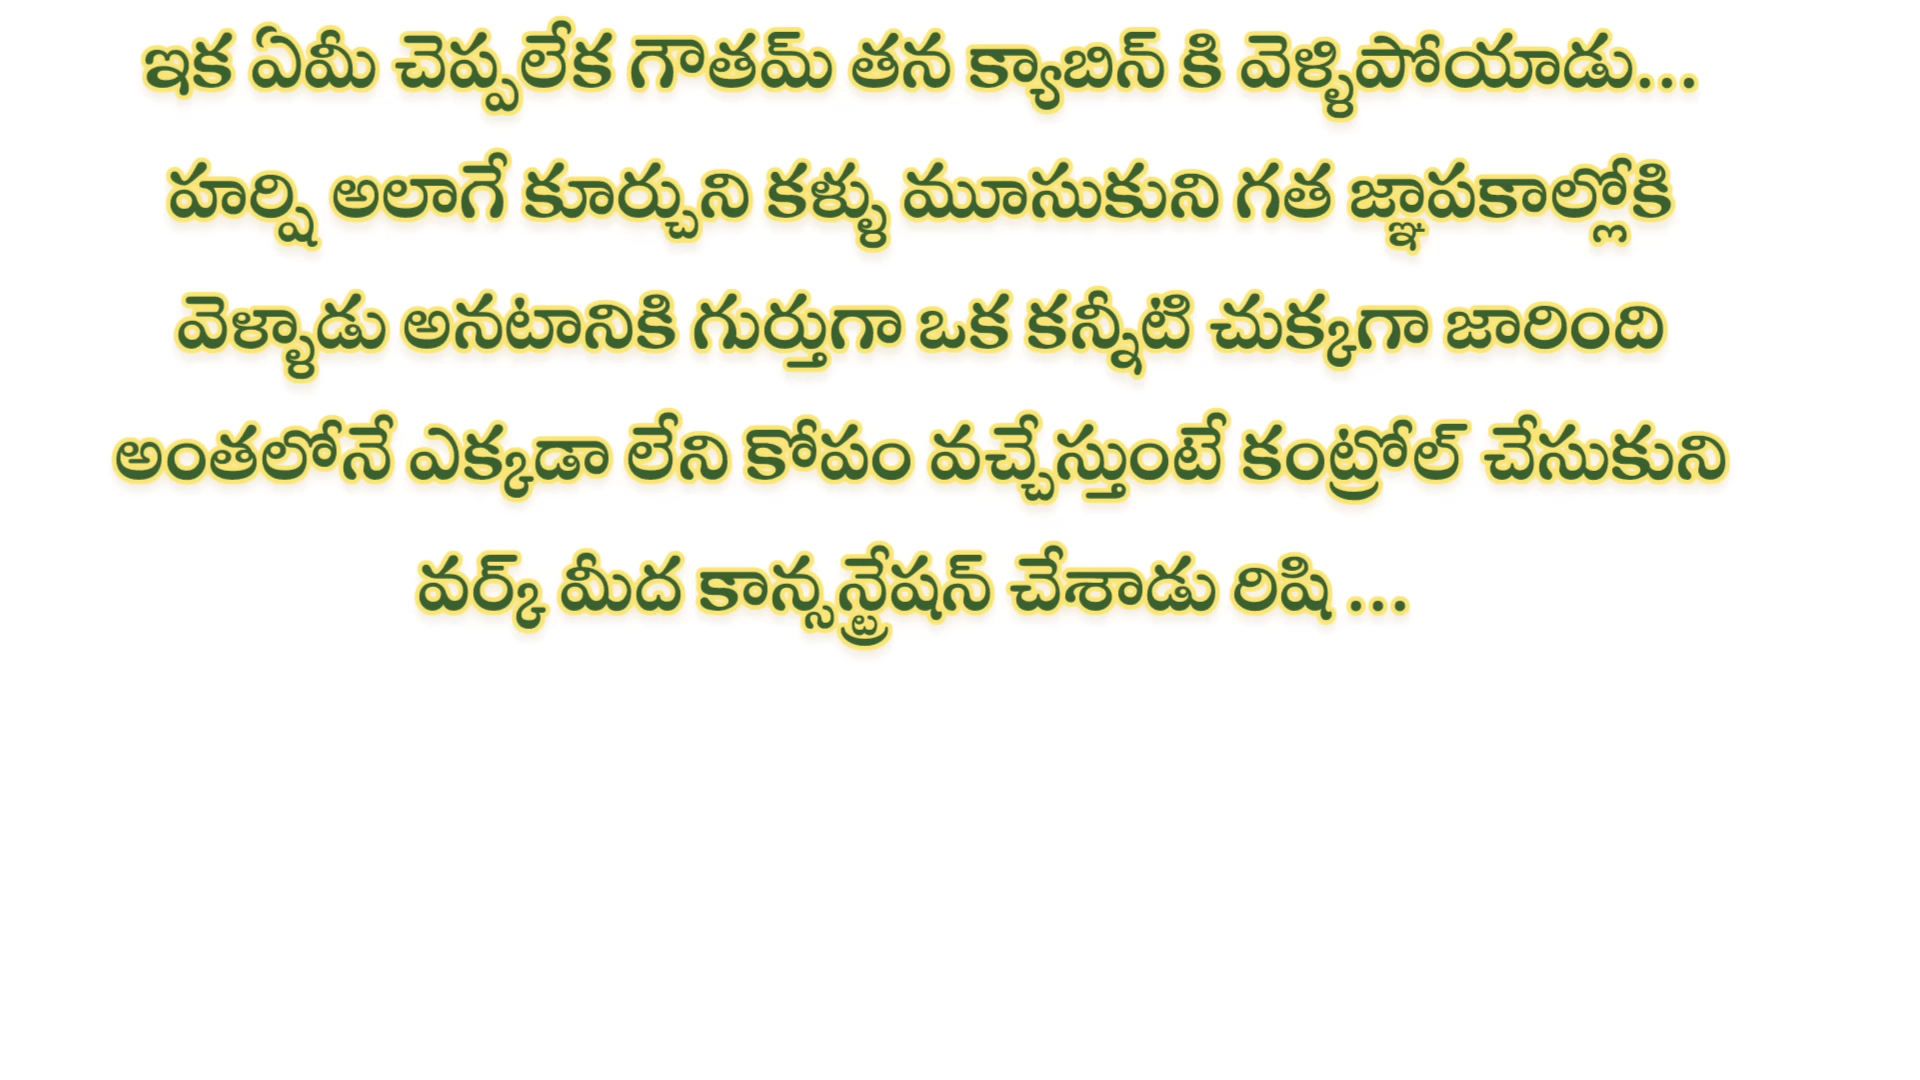 ఇక ఏమీ చెప్పలేక గౌతమ్ తన క్యాబిన్ కి వెళ్ళిపోయాడు...
హర్షి అలాగే కూర్చుని కళ్ళు మూసుకుని గత జ్ఞాపకాల్లోకి
వెళ్ళాడు అనటానికి గుర్తుగా ఒక కన్నీటి చుక్కగా జారింది
అంతలోనే ఎక్కడా లేని కోపం వచ్చేస్తుంటే కంట్రోల్ చేసుకుని
వర్క్ మీద కాన్సన్ట్రేషన్ చేశాడు రిషి ...